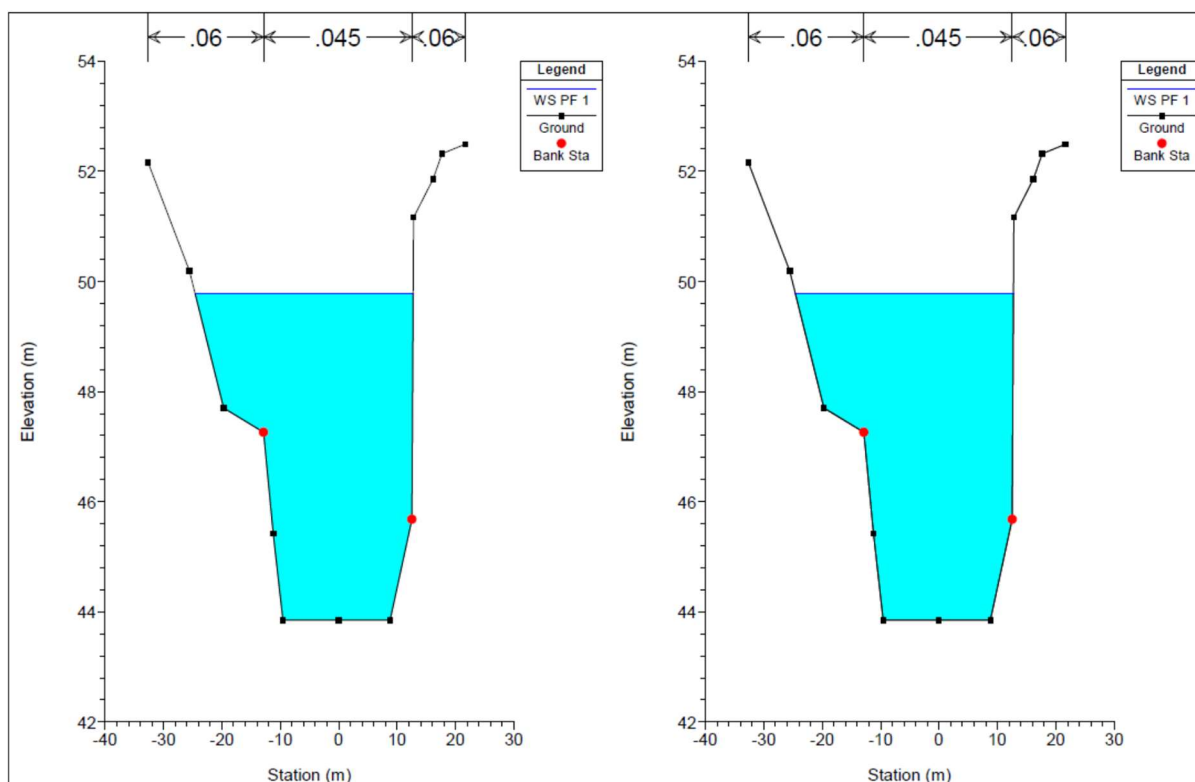 .06 .045 .06
54
52
50
48
46
44
42
Elevation (m)
-40 -30 -20 -10 0 10 20 30
Station (m)
Legend
WS PF 1
Ground
Bank Sta
.06 .045 .06
54
52
50
48
46
44
42
Elevation (m)
-40 -30 -20 -10 0 10 20 30
Station (m)
Legend
WS PF 1
Ground
Bank Sta